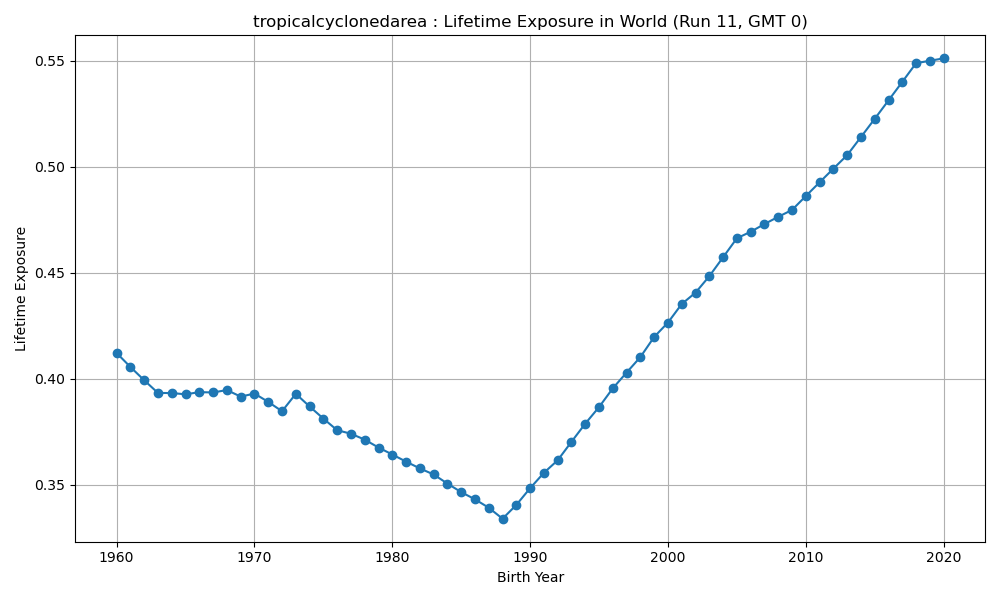 tropicalcyclonedarea : Lifetime Exposure in World (Run 11, GMT 0)
0.55
0.50
0.45
0.40
0.35
Lifetime Exposure
1960 1970 1980 1990 2000 2010 2020
Birth Year